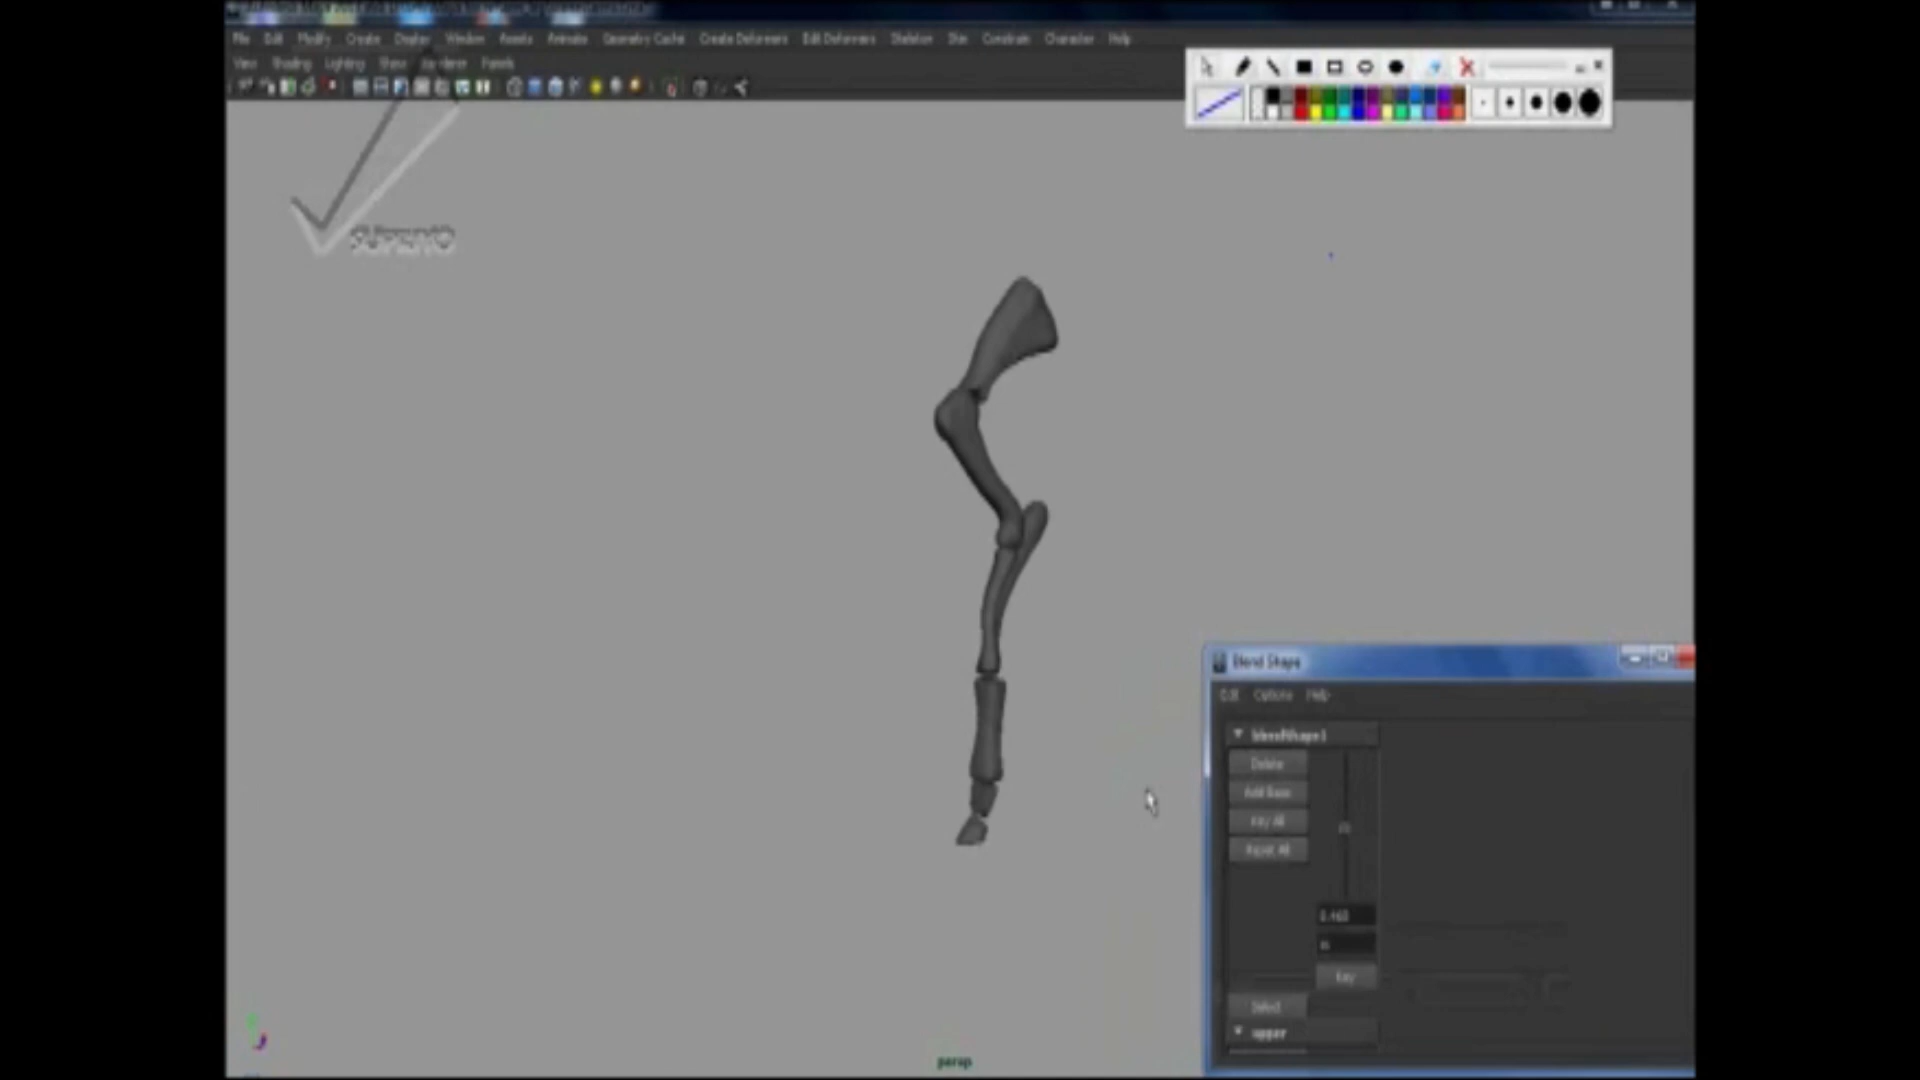 File Edit Modify Create Display Window Assets Animate Geometry Cache Create Deformers Edit Deformers Skeleton Skin Constrain Character Help
View Shading Lighting Show Renderer Panels
Blend Shape
Edit Options Help
blendShape1
Delete
Add Base
Key All
Reset All
Key
Select
upper
persp